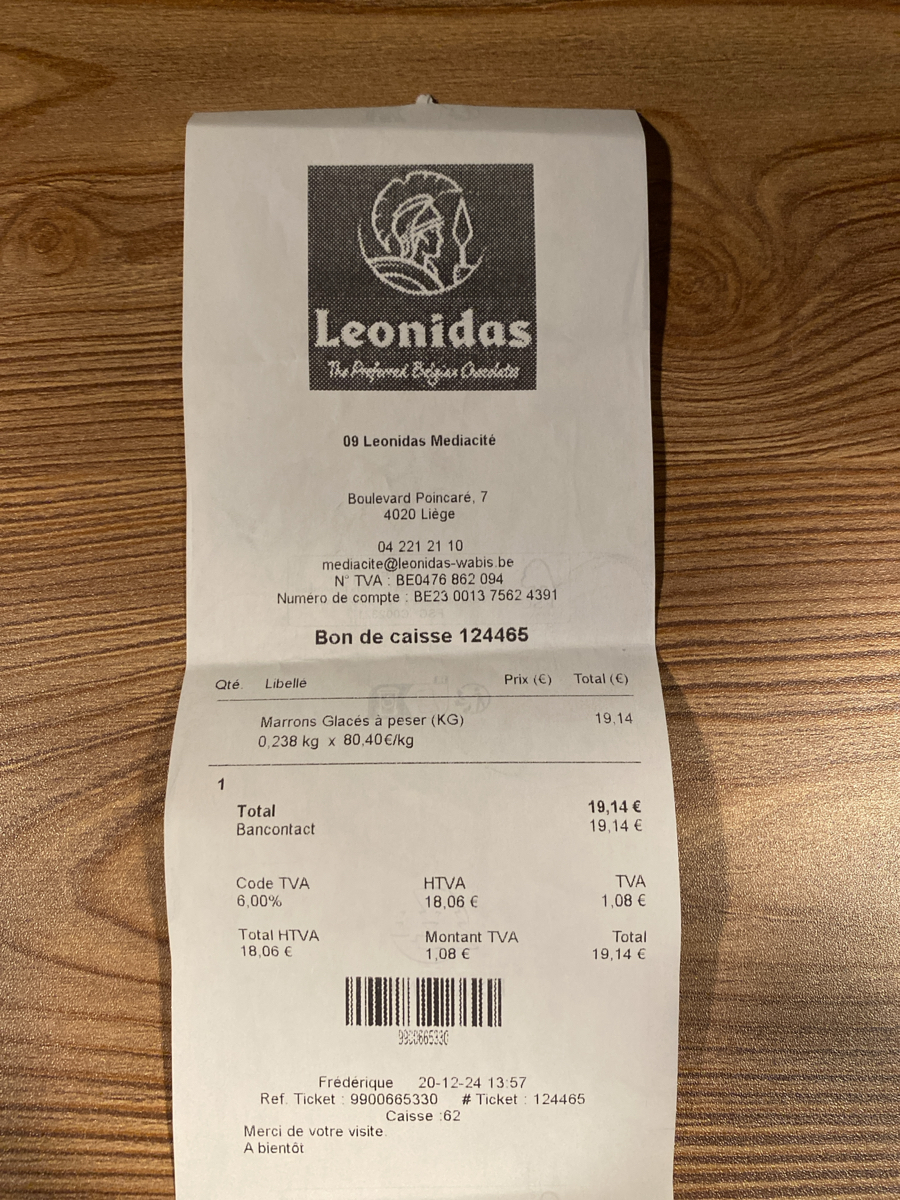 Leonidas
The Preferred Belgian Chocolates
09 Leonidas Mediacité
Boulevard Poincaré, 7
4020 Liège
04 221 21 10
mediacite@leonidas-wabis.be
N° TVA : BE0476 862 094
Numéro de compte : BE23 0013 7562 4391
Bon de caisse 124465
Qté. Libellé Prix (€) Total (€)
Marrons Glacés à peser (KG) 19,14
0,238 kg x 80,40€/kg
1
Total 19,14 €
Bancontact 19,14 €
Code TVA HTVA TVA
6,00% 18,06 € 1,08 €
Total HTVA Montant TVA Total
18,06 € 1,08 € 19,14 €
9900665330
Frédérique 20-12-24 13:57
Ref. Ticket : 9900665330 # Ticket : 124465
Caisse :62
Merci de votre visite.
A bientôt